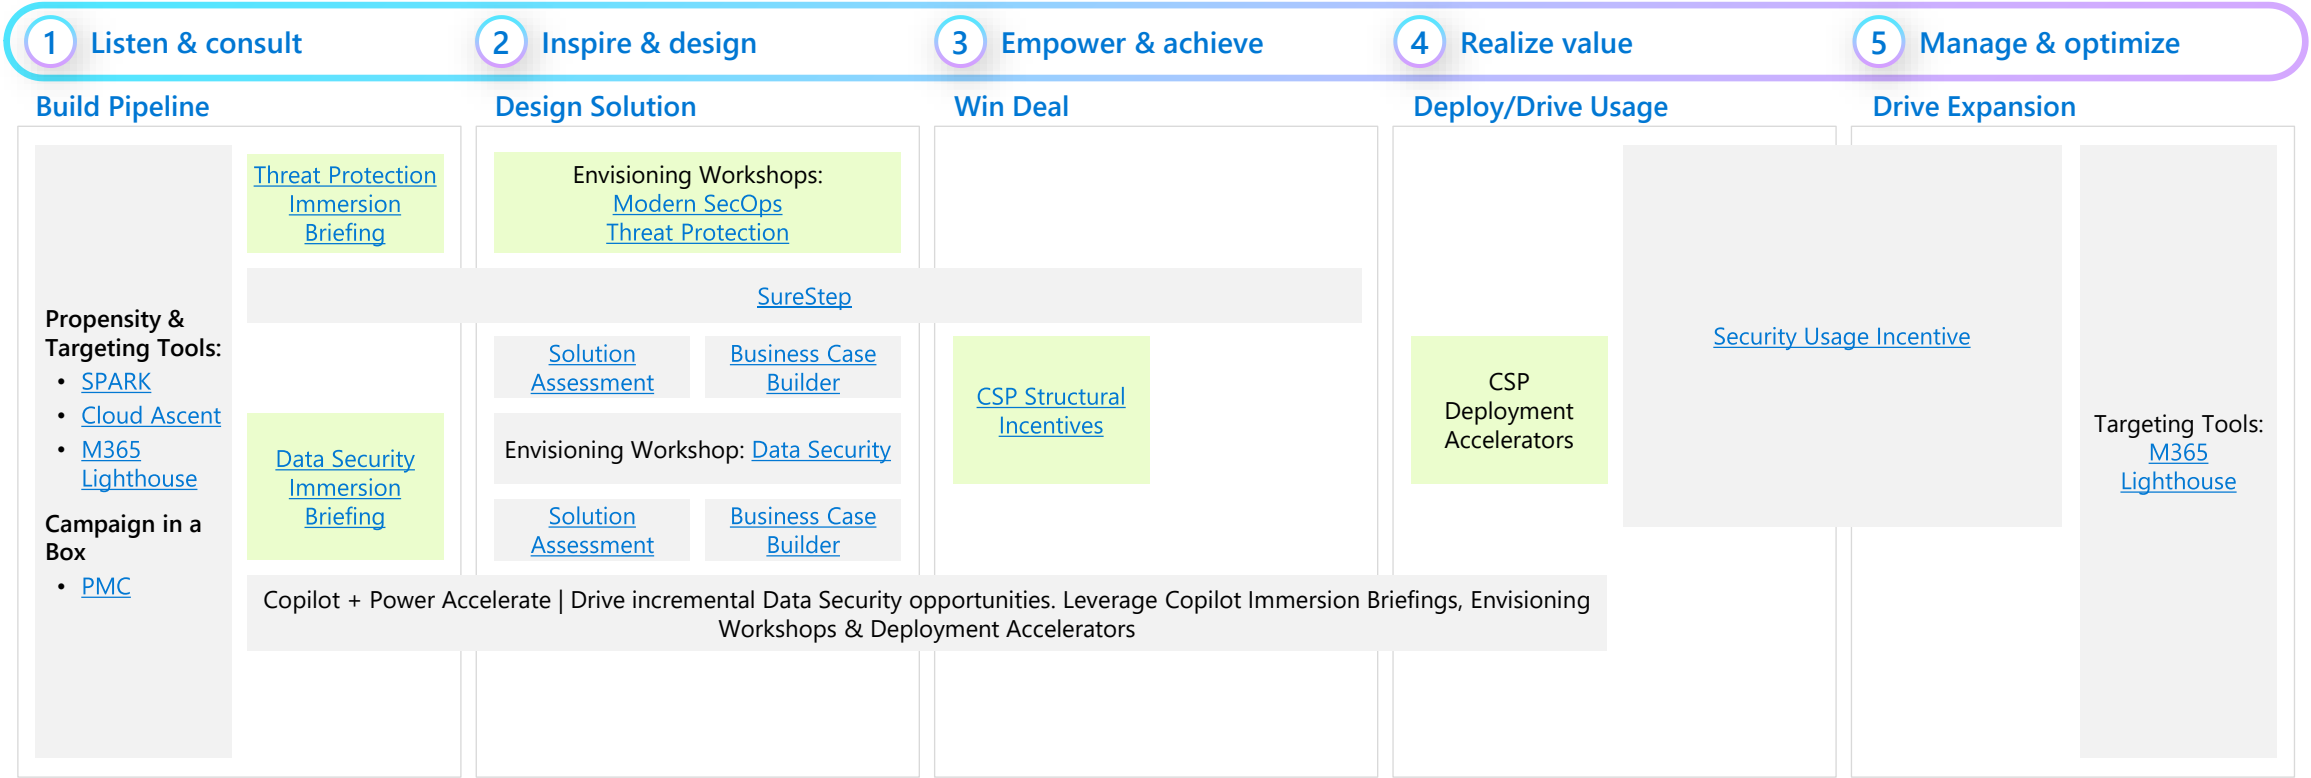 1 Listen & consult
2 Inspire & design
3 Empower & achieve
4 Realize value
5 Manage & optimize
Build Pipeline
Design Solution
Win Deal
Deploy/Drive Usage
Drive Expansion
Propensity &
Targeting Tools:
• SPARK
• Cloud Ascent
• M365
Lighthouse
Campaign in a
Box
• PMC
Threat Protection
Immersion
Briefing
Data Security
Immersion
Briefing
Envisioning Workshops:
Modern SecOps
Threat Protection
SureStep
Solution
Assessment
Business Case
Builder
Envisioning Workshop: Data Security
Solution
Assessment
Business Case
Builder
CSP Structural
Incentives
CSP
Deployment
Accelerators
Security Usage Incentive
Targeting Tools:
M365
Lighthouse
Copilot + Power Accelerate | Drive incremental Data Security opportunities. Leverage Copilot Immersion Briefings, Envisioning
Workshops & Deployment Accelerators